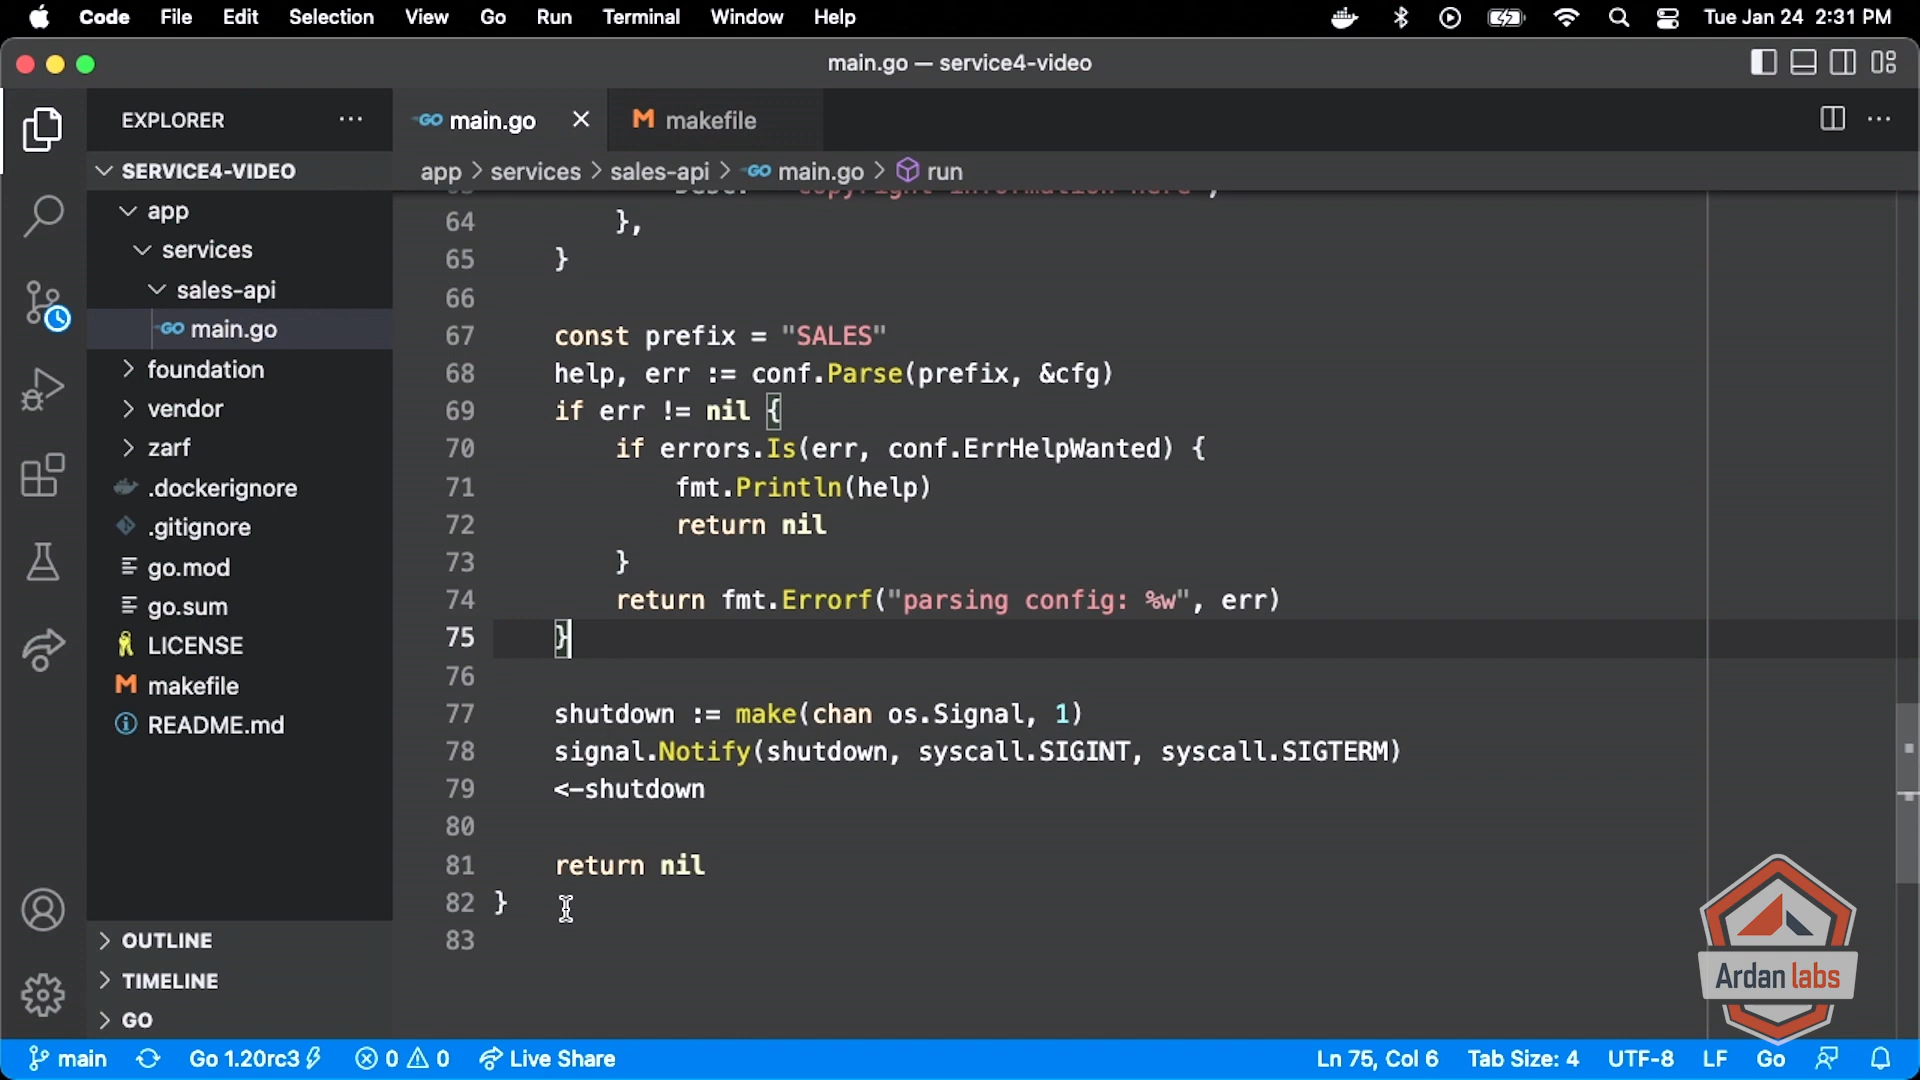 Code File Edit Selection View Go Run Terminal Window Help Tue Jan 24 2:31 PM
main.go — service4-video
EXPLORER
main.go
makefile
app > services > sales-api > main.go > run
SERVICE4-VIDEO
app
services
sales-api
main.go
foundation
vendor
zarf
.dockerignore
.gitignore
go.mod
go.sum
LICENSE
makefile
README.md
OUTLINE
TIMELINE
GO
64 },
65 }
66
67 const prefix = "SALES"
68 help, err := conf.Parse(prefix, &cfg)
69 if err != nil {
70 if errors.Is(err, conf.ErrHelpWanted) {
71 fmt.Println(help)
72 return nil
73 }
74 return fmt.Errorf("parsing config: %w", err)
75 }
76
77 shutdown := make(chan os.Signal, 1)
78 signal.Notify(shutdown, syscall.SIGINT, syscall.SIGTERM)
79 <-shutdown
80
81 return nil
82 }
83
Ardan labs
main Go 1.20rc3 0 0 Live Share Ln 75, Col 6 Tab Size: 4 UTF-8 LF Go